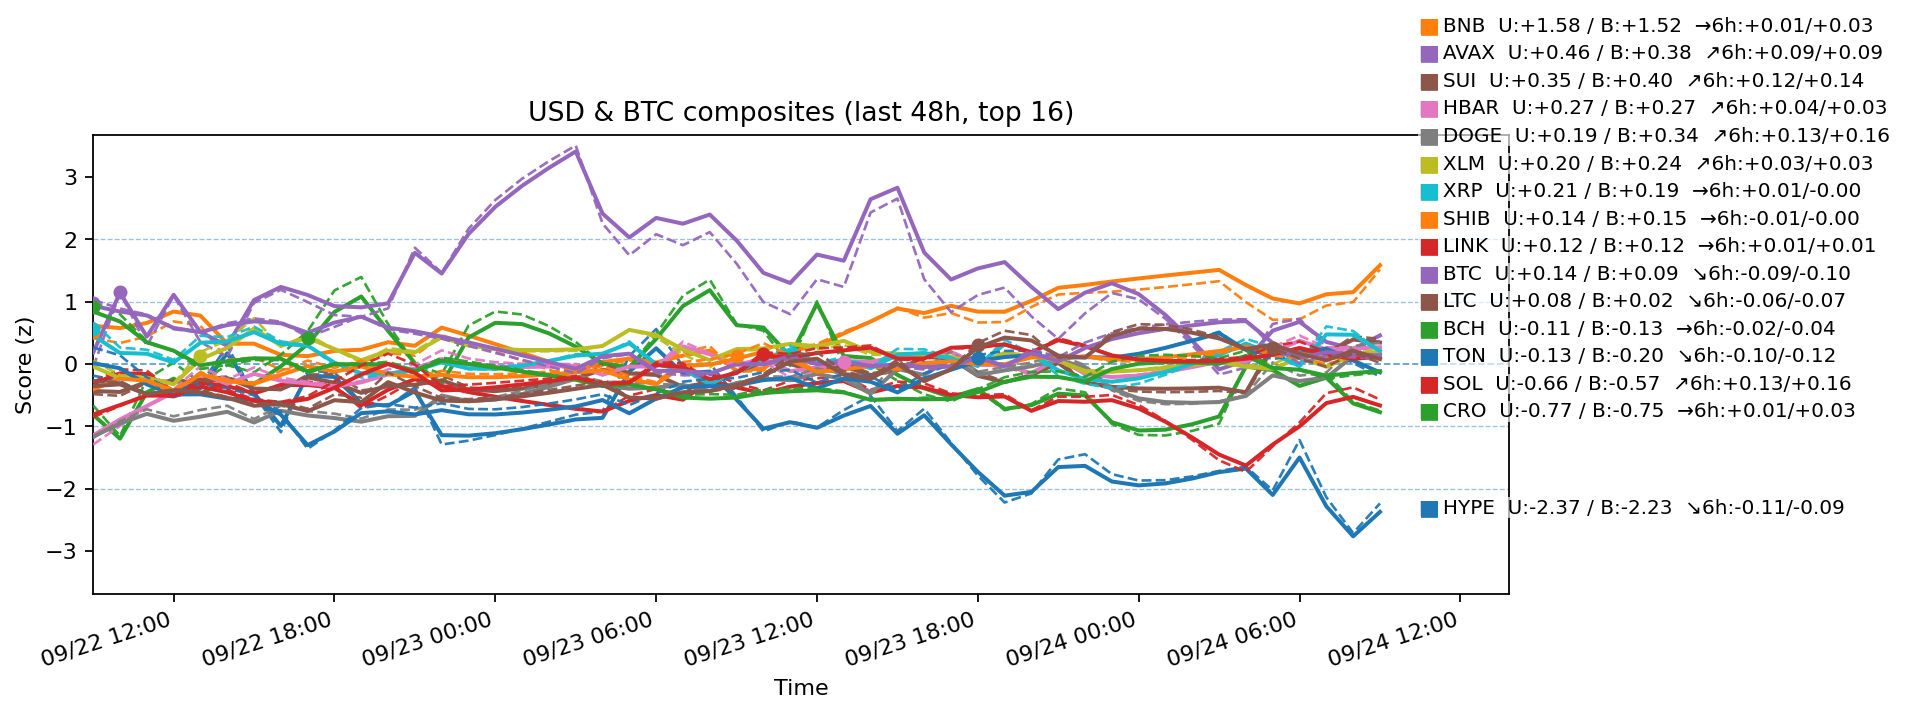 BNB  U:+1.58 / B:+1.52  →6h:+0.01/+0.03
AVAX  U:+0.46 / B:+0.38  ↗6h:+0.09/+0.09
SUI  U:+0.35 / B:+0.40  ↗6h:+0.12/+0.14
HBAR  U:+0.27 / B:+0.27  ↗6h:+0.04/+0.03
DOGE  U:+0.19 / B:+0.34  ↗6h:+0.13/+0.16
XLM  U:+0.20 / B:+0.24  ↗6h:+0.03/+0.03
XRP  U:+0.21 / B:+0.19  →6h:+0.01/-0.00
SHIB  U:+0.14 / B:+0.15  →6h:-0.01/-0.00
LINK  U:+0.12 / B:+0.12  →6h:+0.01/+0.01
BTC  U:+0.14 / B:+0.09  ↘6h:-0.09/-0.10
LTC  U:+0.08 / B:+0.02  ↘6h:-0.06/-0.07
BCH  U:-0.11 / B:-0.13  →6h:-0.02/-0.04
TON  U:-0.13 / B:-0.20  ↘6h:-0.10/-0.12
SOL  U:-0.66 / B:-0.57  ↗6h:+0.13/+0.16
CRO  U:-0.77 / B:-0.75  →6h:+0.01/+0.03
HYPE  U:-2.37 / B:-2.23  ↘6h:-0.11/-0.09
USD & BTC composites (last 48h, top 16)
Score (z)
3
2
1
0
−1
−2
−3
09/22 12:00
09/22 18:00
09/23 00:00
09/23 06:00
09/23 12:00
09/23 18:00
09/24 00:00
09/24 06:00
09/24 12:00
Time